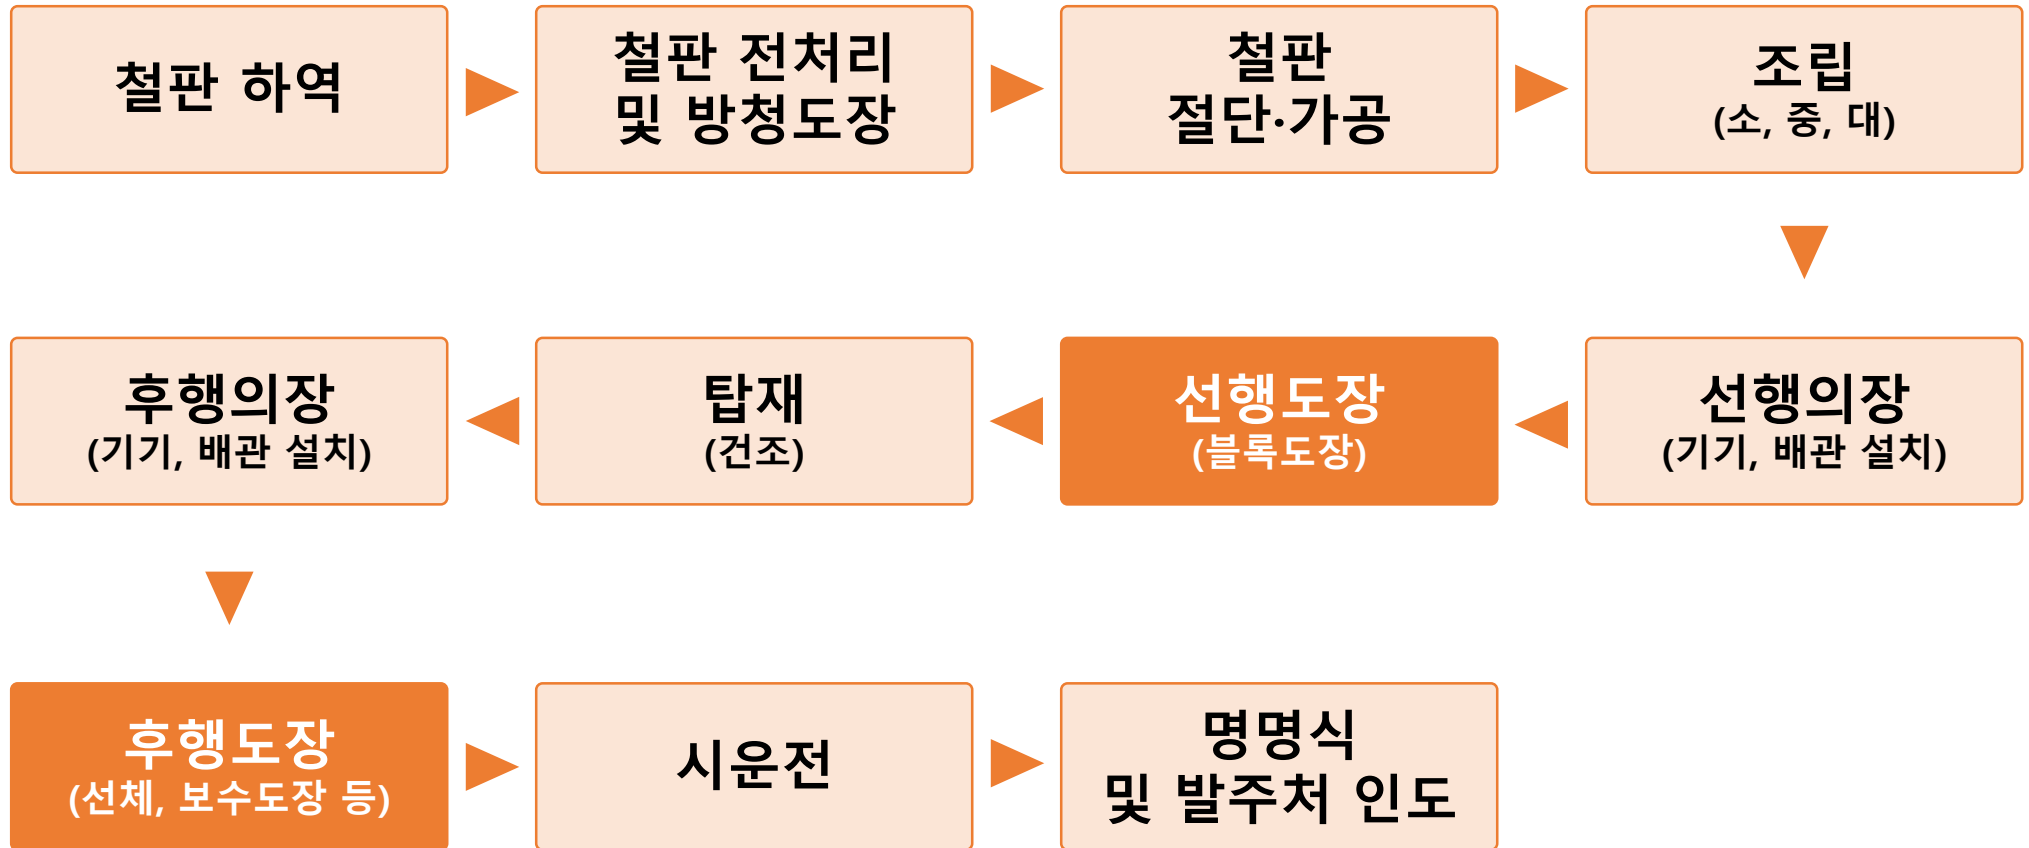 철판 하역
철판 전처리
및 방청도장
철판
절단·가공
조립
(소, 중, 대)
선행의장
(기기, 배관 설치)
선행도장
(블록도장)
탑재
(건조)
후행의장
(기기, 배관 설치)
후행도장
(선체, 보수도장 등)
시운전
명명식
및 발주처 인도